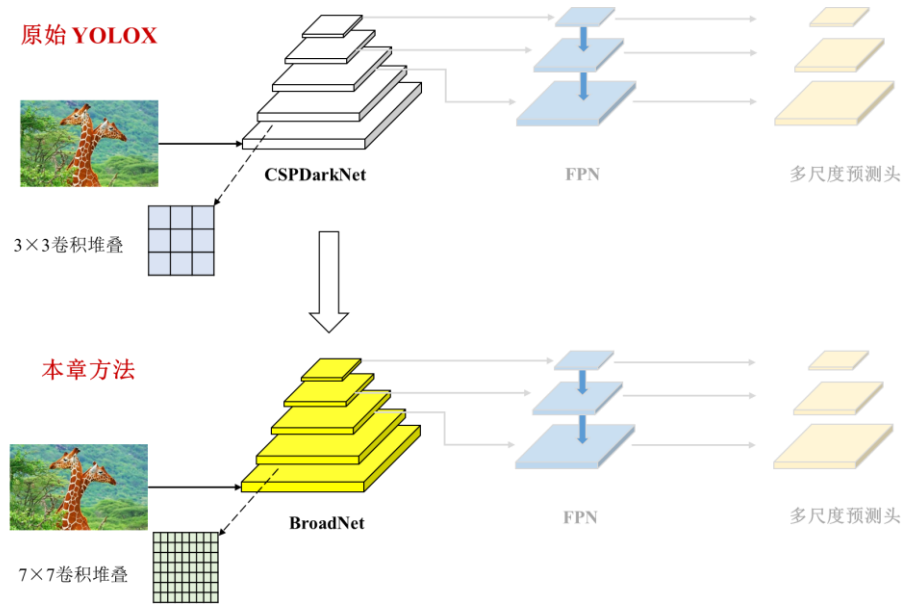 原始 YOLOX
CSPDarkNet
FPN
多尺度预测头
3×3卷积堆叠
本章方法
BroadNet
FPN
多尺度预测头
7×7卷积堆叠